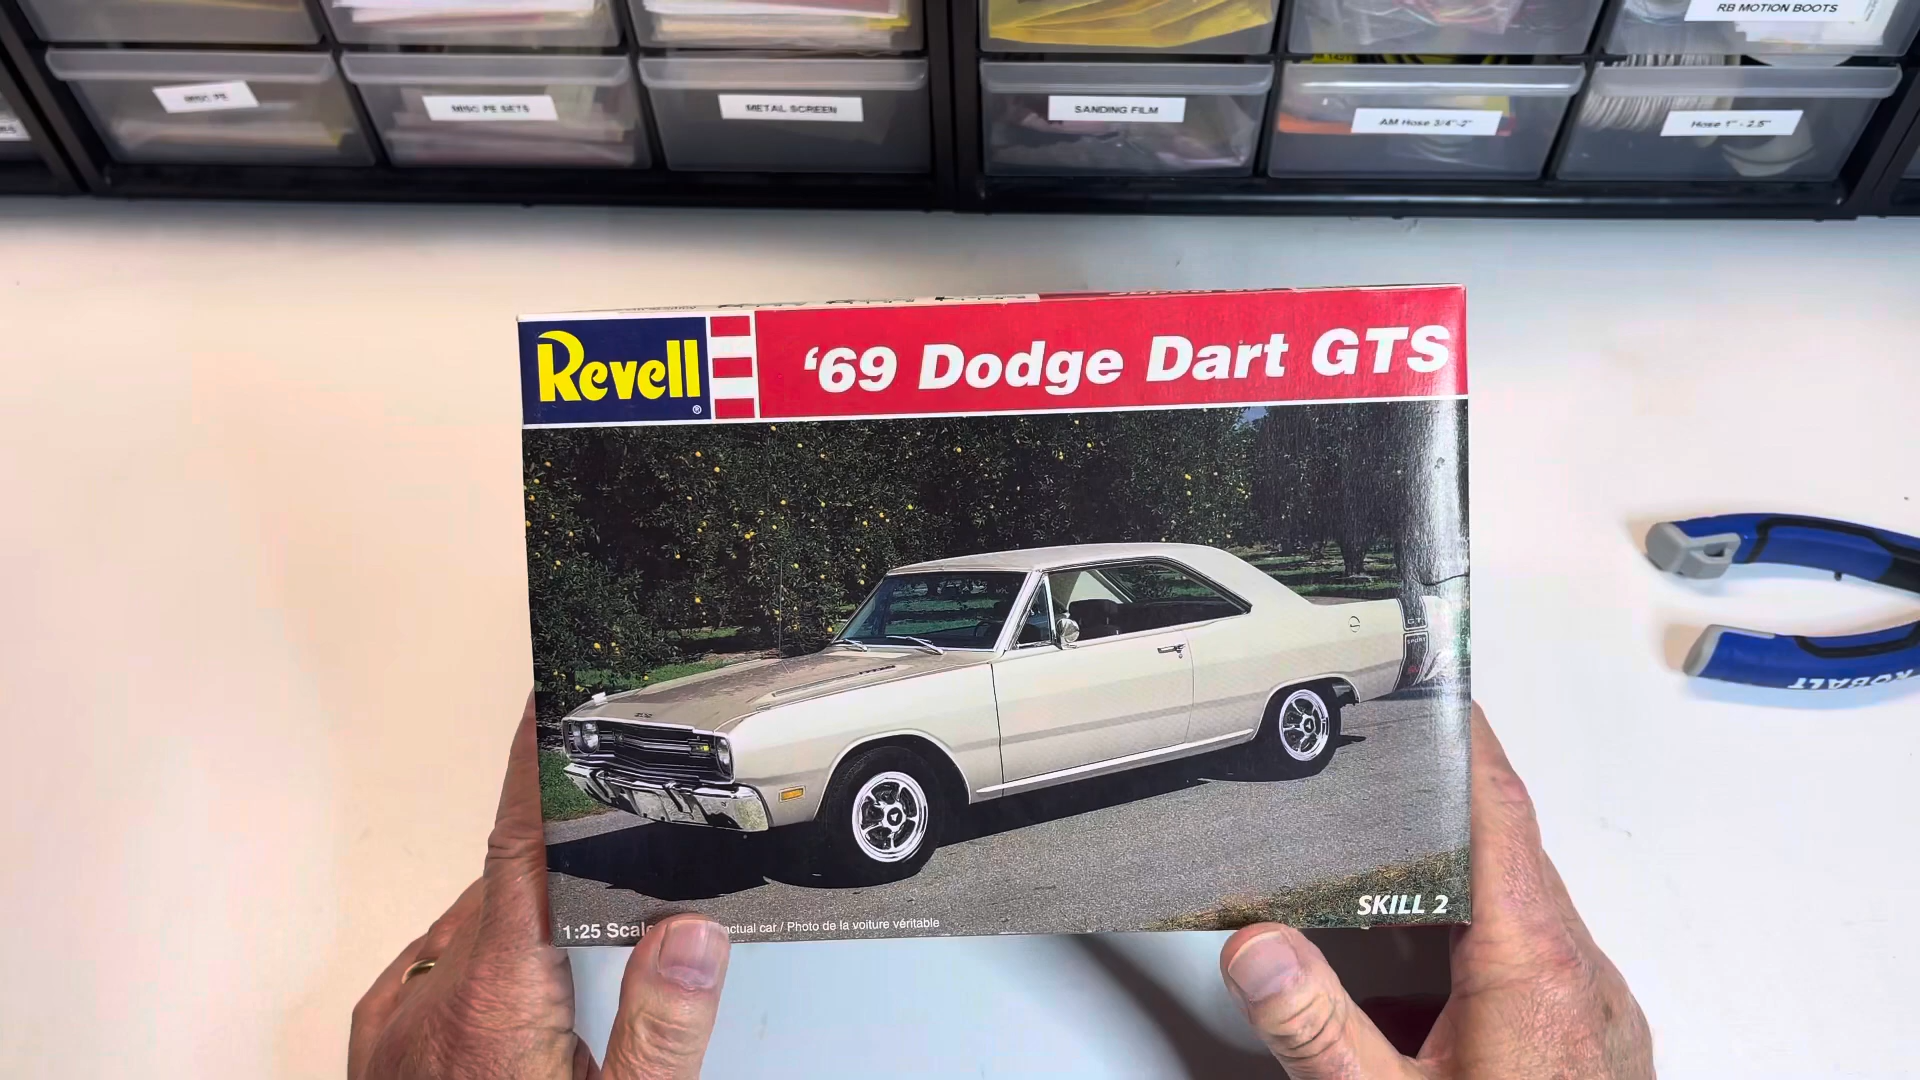 RB MOTION BOOTS
MISC PE
MISC PE SETS
METAL SCREEN
SANDING FILM
AM Hose 3/4"-2"
Hose 1" - 2.5"
Revell®
'69 Dodge Dart GTS
KOBALT
SKILL 2
1:25 Scale
actual car / Photo de la voiture véritable